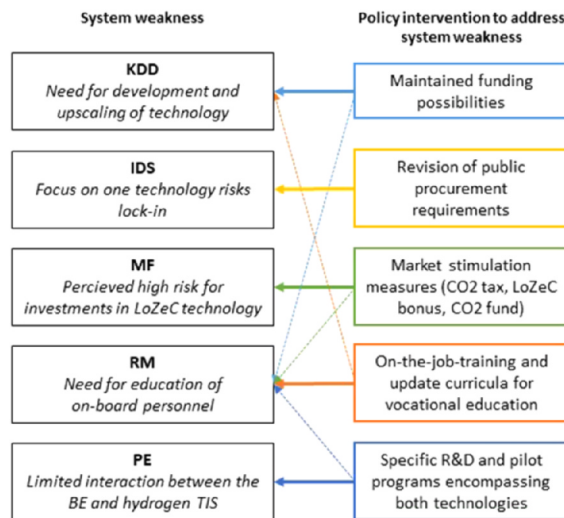 System weakness
Policy intervention to address
system weakness
KDD
Need for development and
upscaling of technology
Maintained funding
possibilities
IDS
Focus on one technology risks
lock-in
Revision of public
procurement
requirements
MF
Percieved high risk for
investments in LoZeC technology
Market stimulation
measures (CO2 tax, LoZeC
bonus, CO2 fund)
RM
Need for education of
on-board personnel
On-the-job-training and
update curricula for
vocational education
PE
Limited interaction between the
BE and hydrogen TIS
Specific R&D and pilot
programs encompassing
both technologies